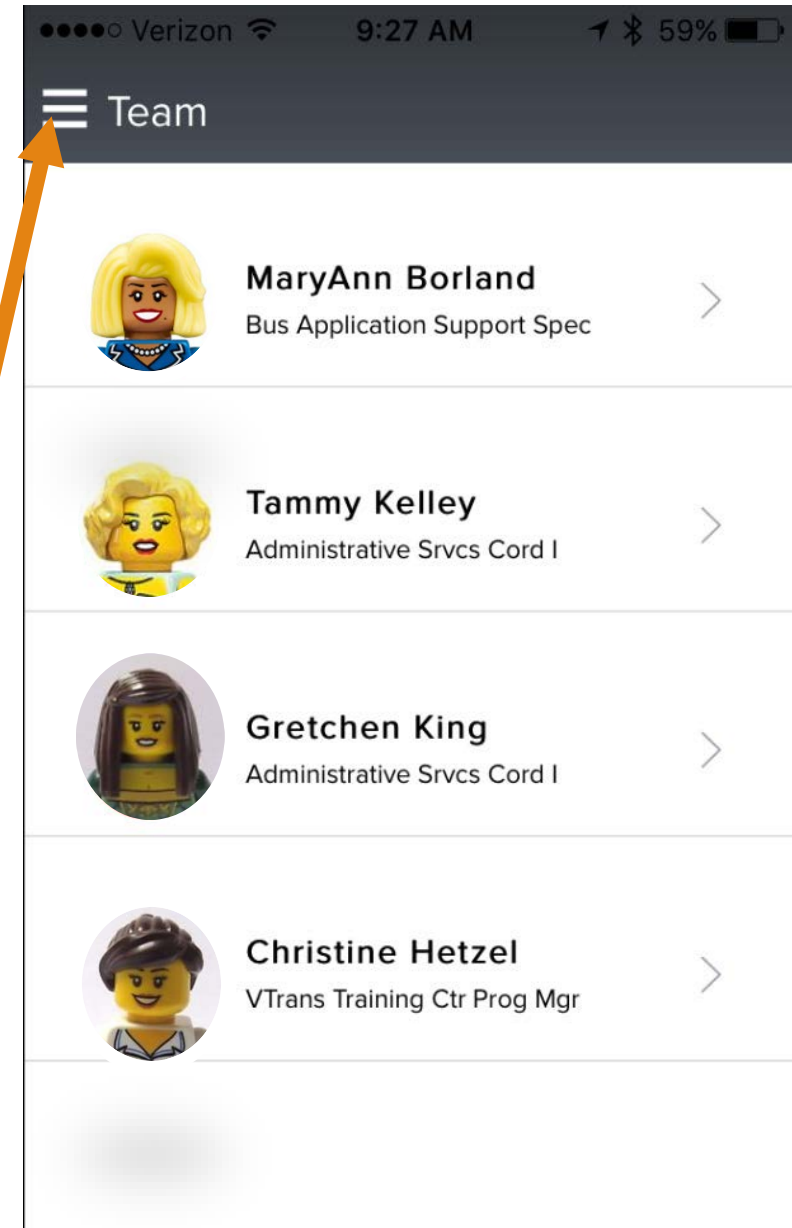 Verizon 9:27 AM 59%
Team
MaryAnn Borland
Bus Application Support Spec
Tammy Kelley
Administrative Srvcs Cord I
Gretchen King
Administrative Srvcs Cord I
Christine Hetzel
VTrans Training Ctr Prog Mgr